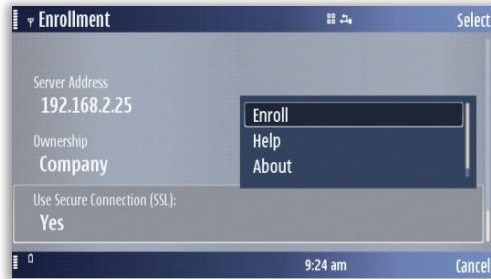 Enrollment
Select
Server Address
192.168.2.25
Ownership
Company
Use Secure Connection (SSL):
Yes
Enroll
Help
About
9:24 am
Cancel